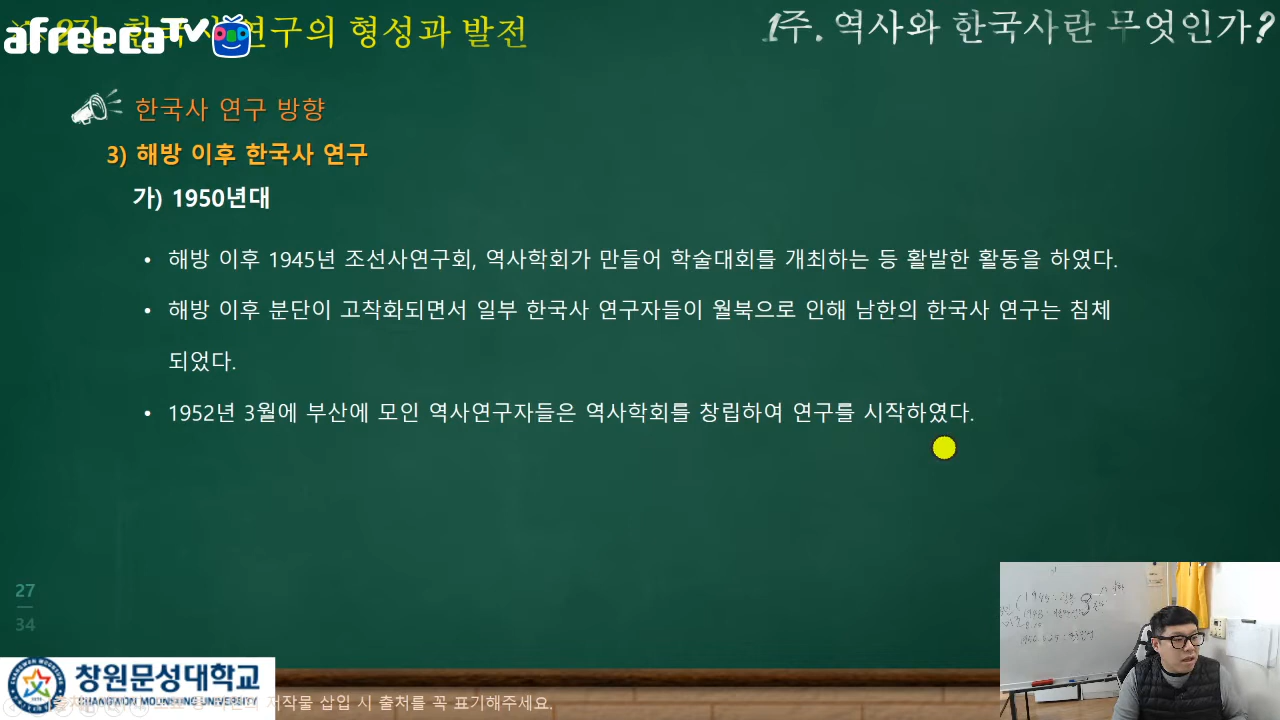 afreecaTV
연구의 형성과 발전
1주. 역사와 한국사란 무엇인가?
한국사 연구 방향
3) 해방 이후 한국사 연구
가) 1950년대
• 해방 이후 1945년 조선사연구회, 역사학회가 만들어 학술대회를 개최하는 등 활발한 활동을 하였다.
• 해방 이후 분단이 고착화되면서 일부 한국사 연구자들이 월북으로 인해 남한의 한국사 연구는 침체
되었다.
• 1952년 3월에 부산에 모인 역사연구자들은 역사학회를 창립하여 연구를 시작하였다.
27
34
창원문성대학교
CHANGWON MOONSUNG UNIVERSITY
저작물 삽입 시 출처를 꼭 표기해주세요.